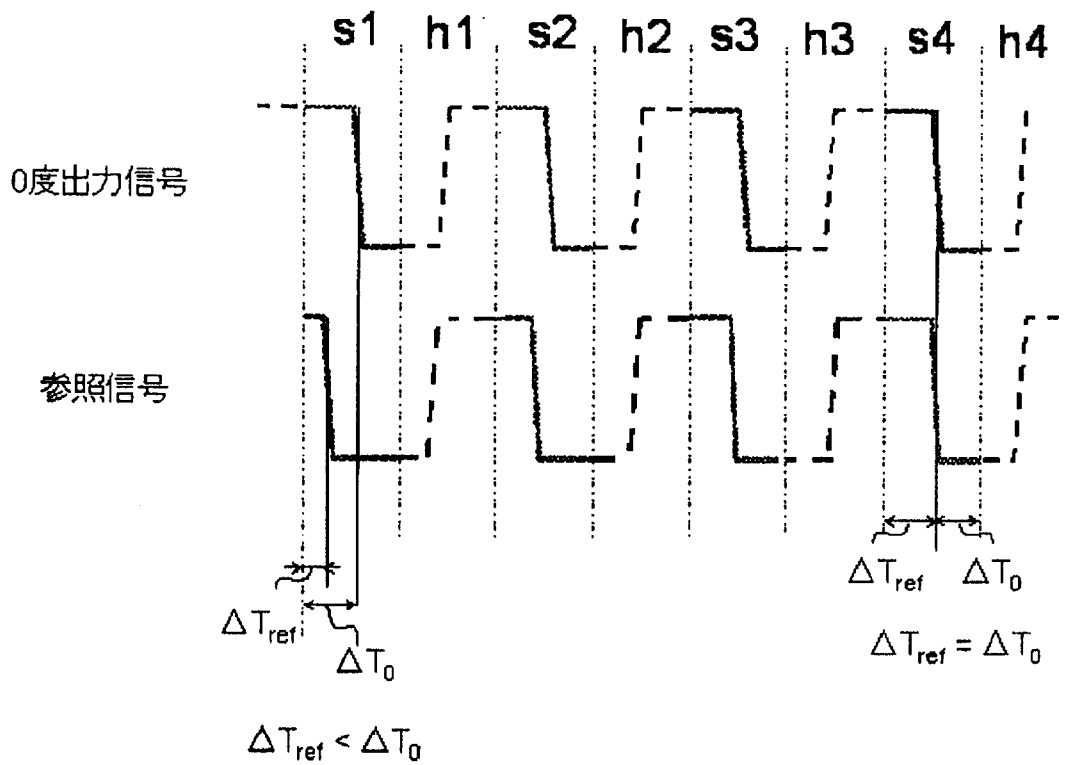 s1 h1 s2 h2 s3 h3 s4 h4
0度出力信号
参照信号
ΔTref ΔT0
ΔTref = ΔT0
ΔTref
ΔT0
ΔTref < ΔT0